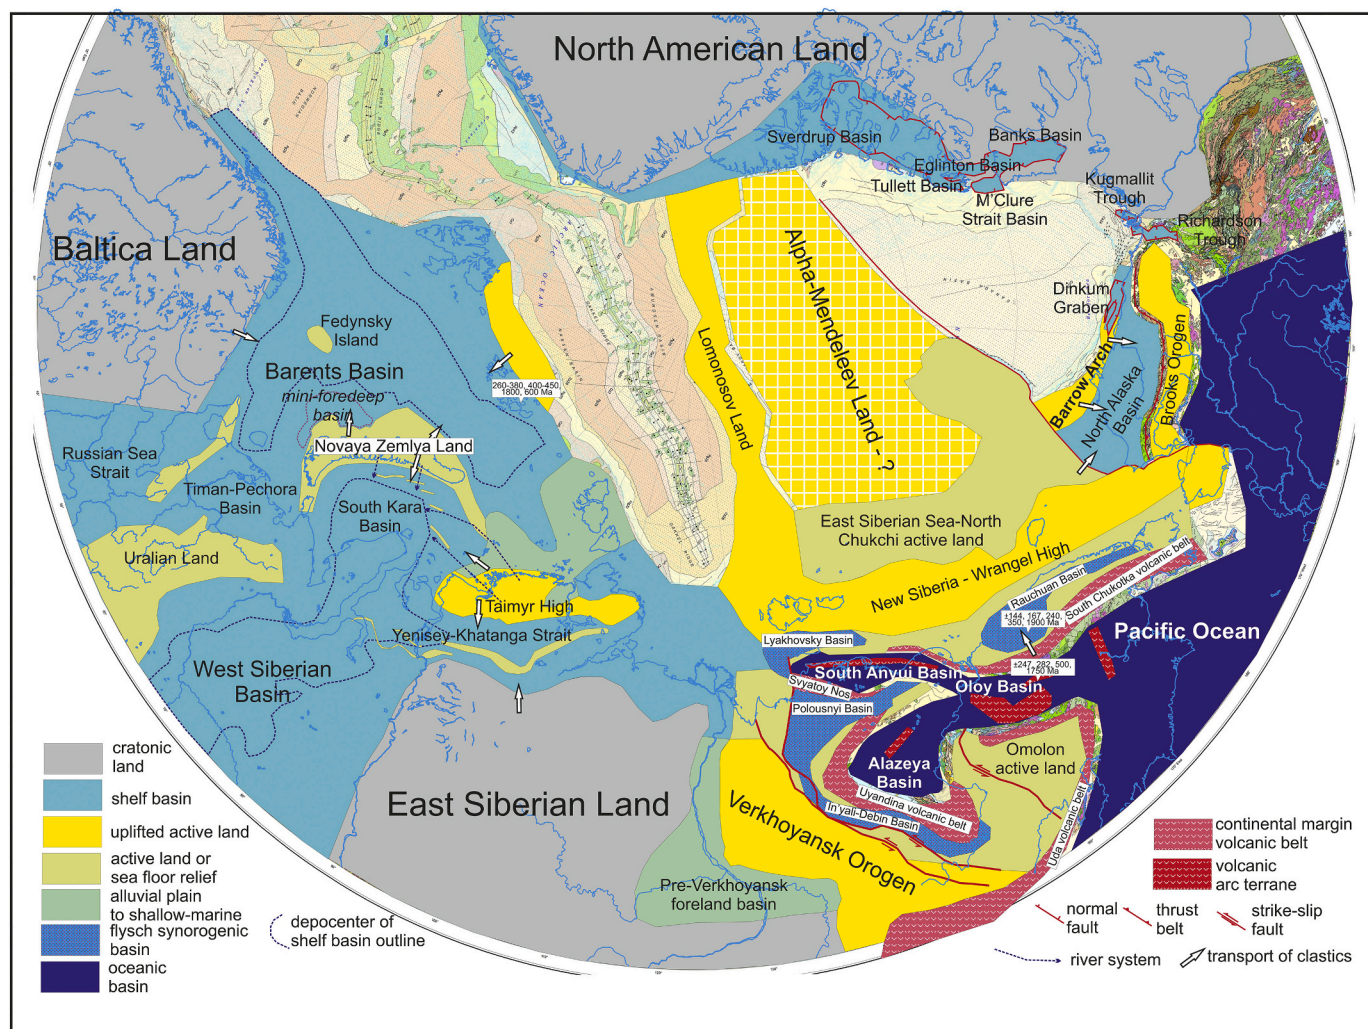 North American Land
Sverdrup Basin
Banks Basin
Eglinton Basin
Tullett Basin
M'Clure
Strait Basin
Kugmallit
Trough
Richardson
Trough
Baltica Land
Dinkum
Graben
Fedynsky
Island
Barents Basin
mini-foredeep
basin
260-380, 400-450,
1800, 600 Ma
ARCTIC OCEAN
CANADA BASIN
Lomonosov Land
Alpha-Mendeleev Land - ?
Barrow Arch
North Alaska
Basin
Brooks Orogen
Novaya Zemlya Land
Russian Sea
Strait
Timan-Pechora
Basin
South Kara
Basin
Uralian Land
East Siberian Sea-North
Chukchi active land
New Siberia - Wrangel High
Rauchuan Basin
South Chukotka volcanic belt
Taimyr High
±144, 167, 240,
350, 1900 Ma
Yenisey-Khatanga Strait
Lyakhovsky Basin
Pacific Ocean
West Siberian
Basin
South Anyui Basin
±247, 282, 500,
1750 Ma
Svyatoy Nos
Oloy Basin
Polousnyi Basin
Alazeya
Basin
Omolon
active land
East Siberian Land
Uyandina volcanic belt
In'yali-Debin Basin
Uda volcanic belt
Verkhoyansk Orogen
Pre-Verkhoyansk
foreland basin
cratonic
land
shelf basin
uplifted active land
active land or
sea floor relief
alluvial plain
to shallow-marine
flysch synorogenic
basin
oceanic
basin
depocenter of
shelf basin outline
continental margin
volcanic belt
volcanic
arc terrane
normal
fault
thrust
belt
strike-slip
fault
river system
transport of clastics